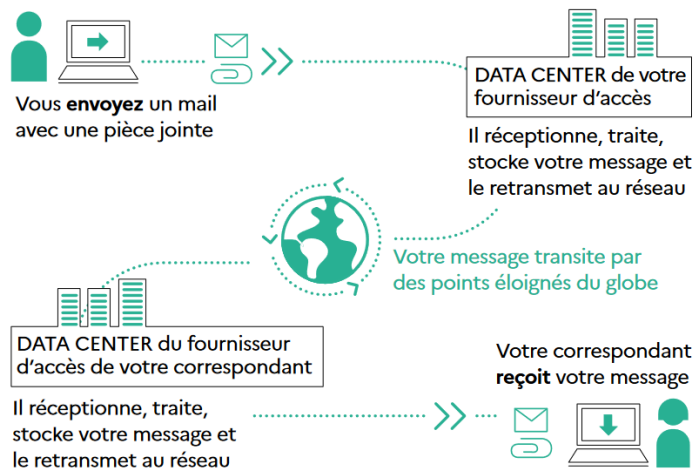 Vous envoyez un mail
avec une pièce jointe
DATA CENTER de votre
fournisseur d'accès
Il réceptionne, traite,
stocke votre message et
le retransmet au réseau
Votre message transite par
des points éloignés du globe
DATA CENTER du fournisseur
d'accès de votre correspondant
Il réceptionne, traite,
stocke votre message et
le retransmet au réseau
Votre correspondant
reçoit votre message